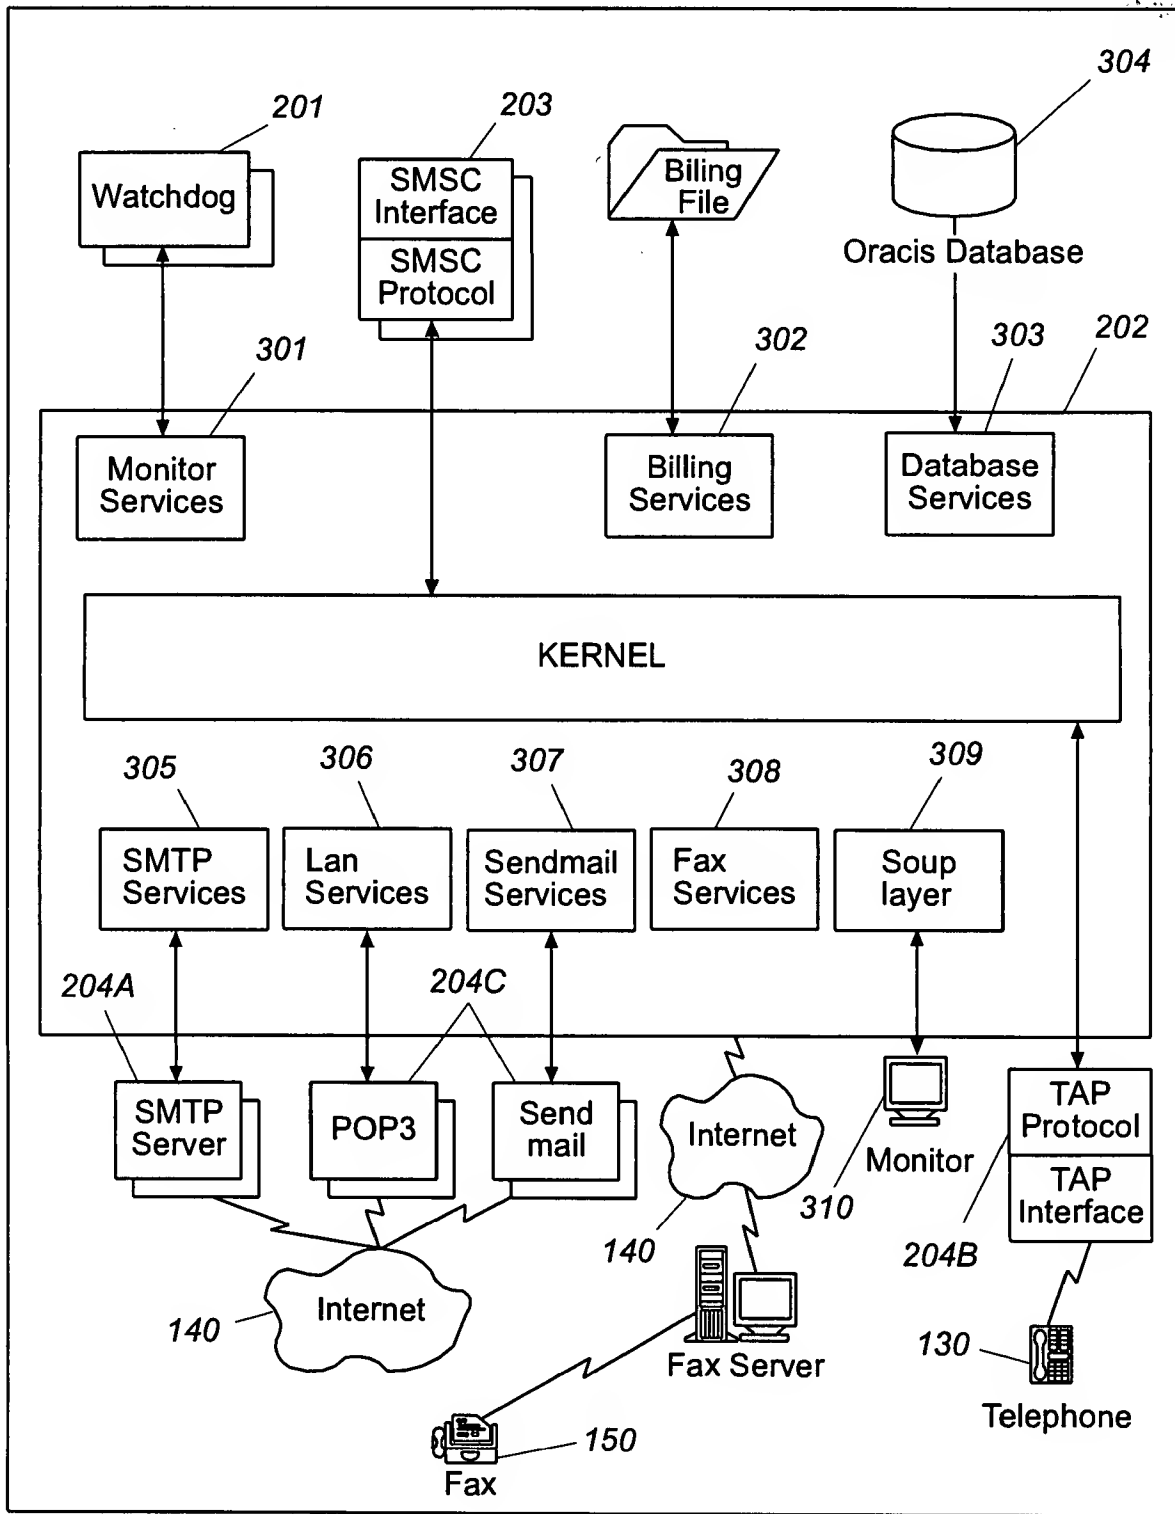 304
201
203
Watchdog
SMSC
Interface
SMSC
Protocol
Biling
File
Oracis Database
301
302
303
202
Monitor
Services
Billing
Services
Database
Services
KERNEL
305
306
307
308
309
SMTP
Services
Lan
Services
Sendmail
Services
Fax
Services
Soup
layer
204A
204C
SMTP
Server
POP3
Send
mail
Internet
Monitor
TAP
Protocol
TAP
Interface
310
140
204B
Internet
140
Fax Server
130
Telephone
150
Fax